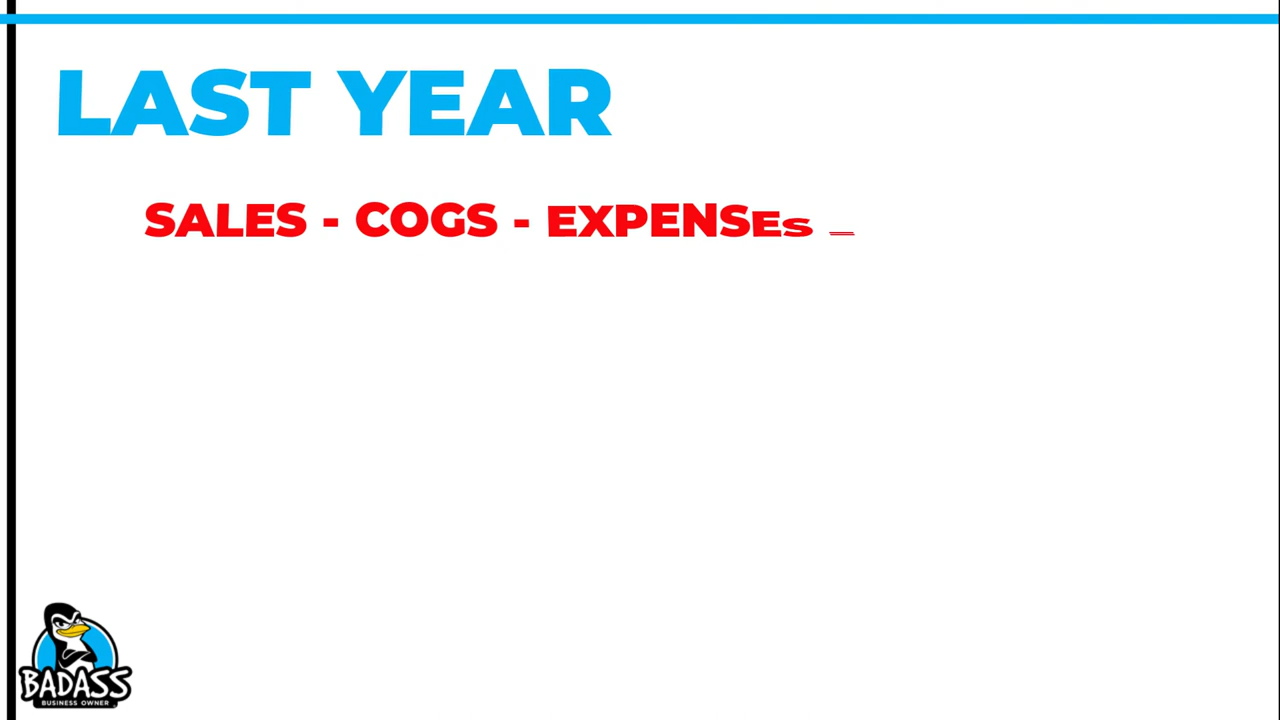 LAST YEAR
SALES - COGS - EXPENSES =
BADASS
BUSINESS OWNER